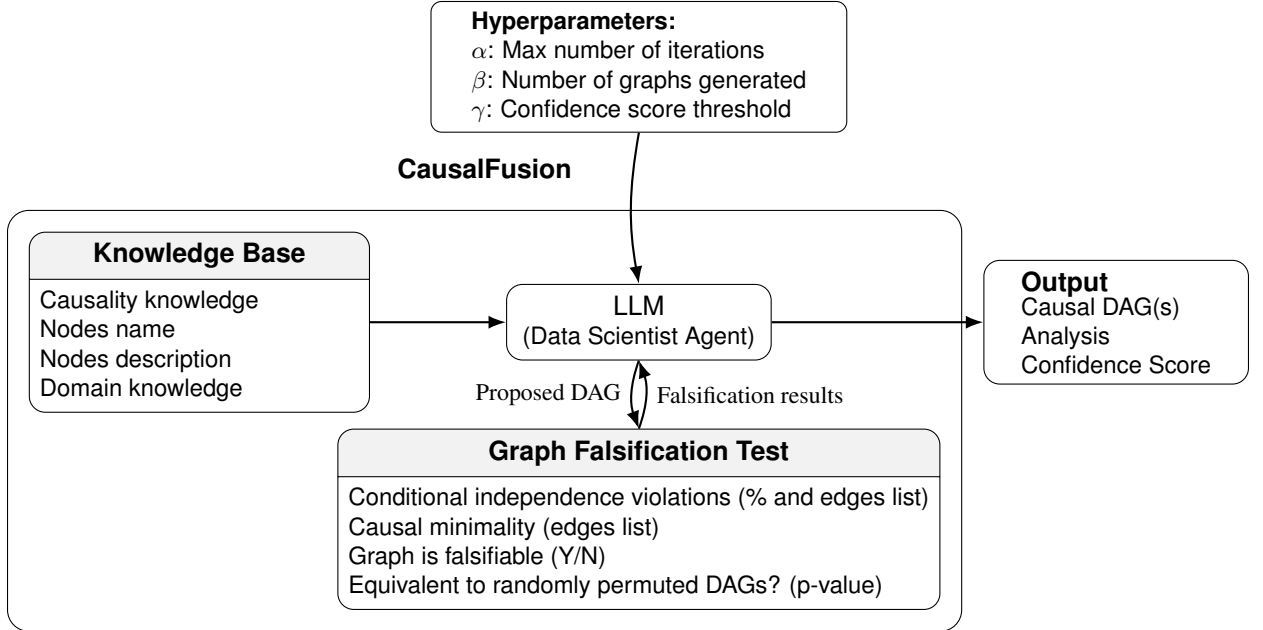 Hyperparameters:
α: Max number of iterations
β: Number of graphs generated
γ: Confidence score threshold
CausalFusion
Knowledge Base
Causality knowledge
Nodes name
Nodes description
Domain knowledge
LLM
(Data Scientist Agent)
Output
Causal DAG(s)
Analysis
Confidence Score
Proposed DAG
Falsification results
Graph Falsification Test
Conditional independence violations (% and edges list)
Causal minimality (edges list)
Graph is falsifiable (Y/N)
Equivalent to randomly permuted DAGs? (p-value)